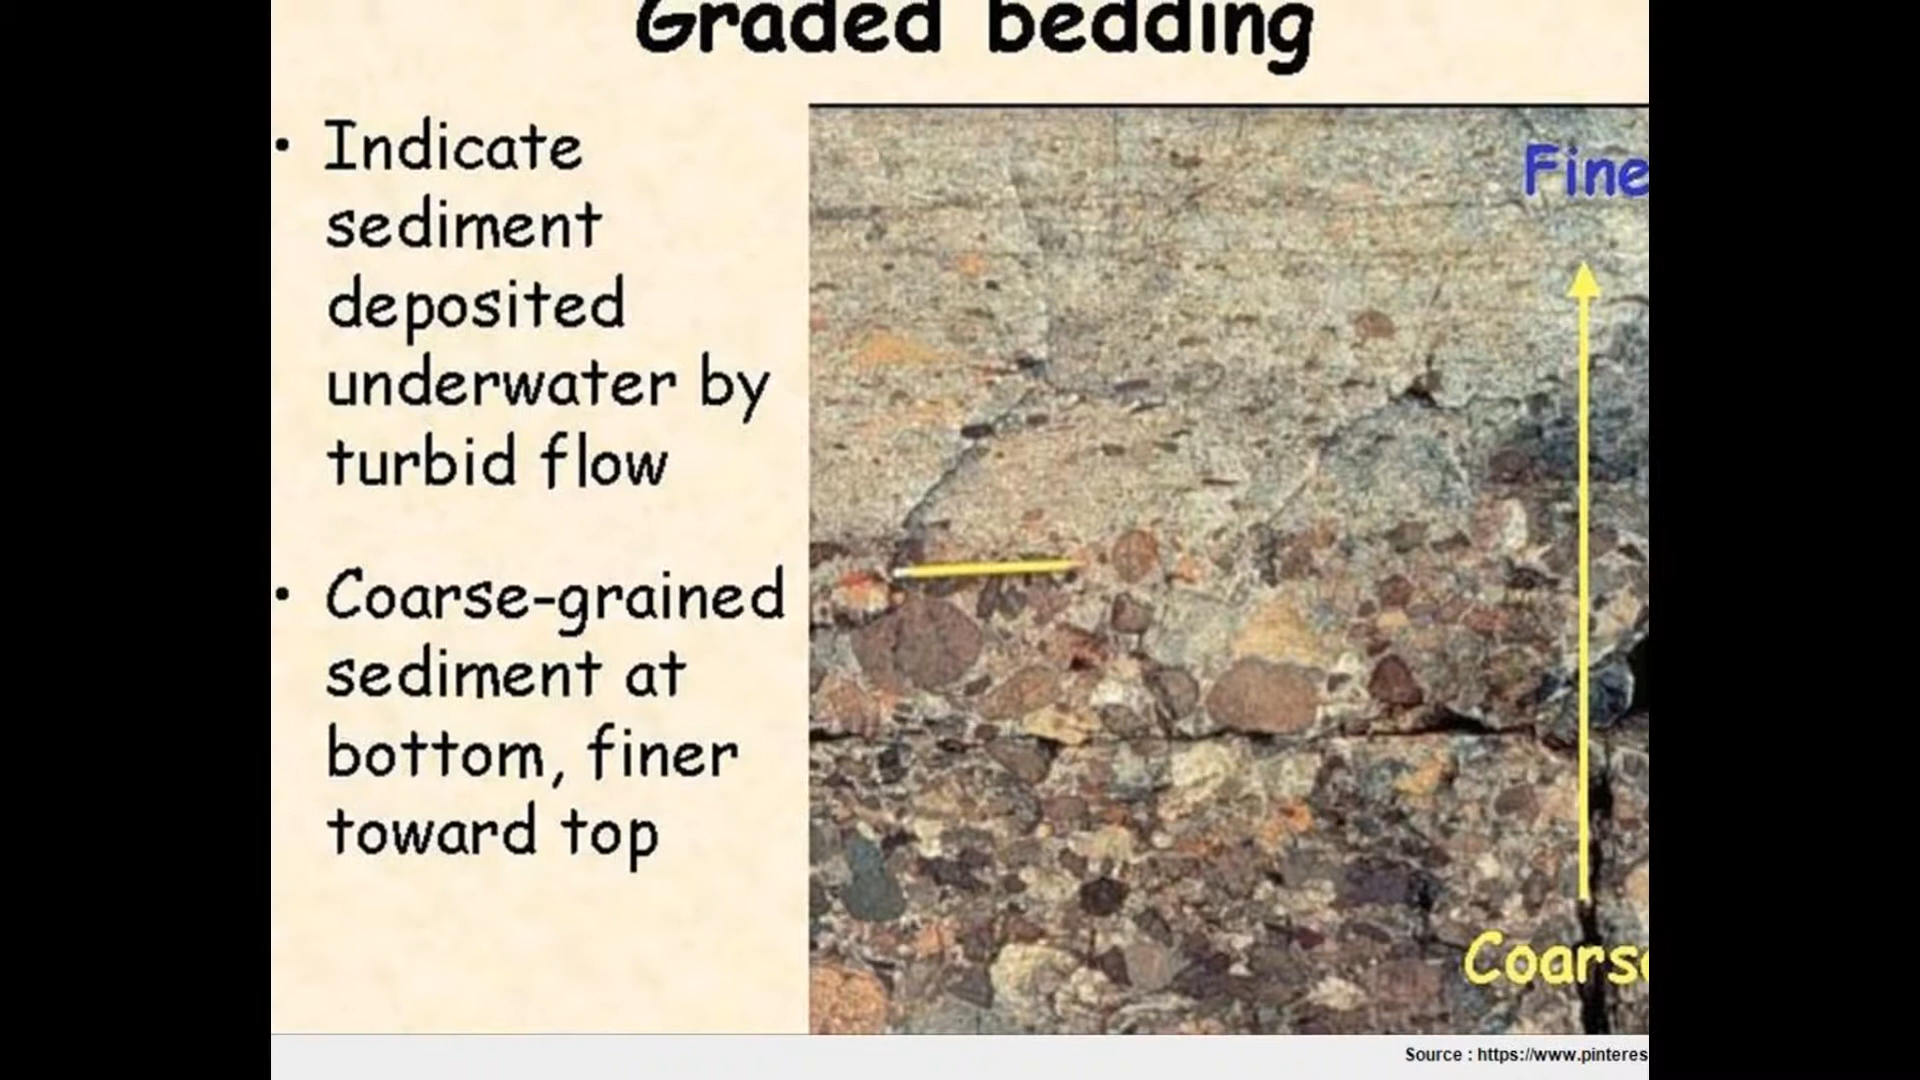 Graded bedding
• Indicate
sediment
deposited
underwater by
turbid flow
• Coarse-grained
sediment at
bottom, finer
toward top
Fine
Coarse
Source : https://www.pinteres